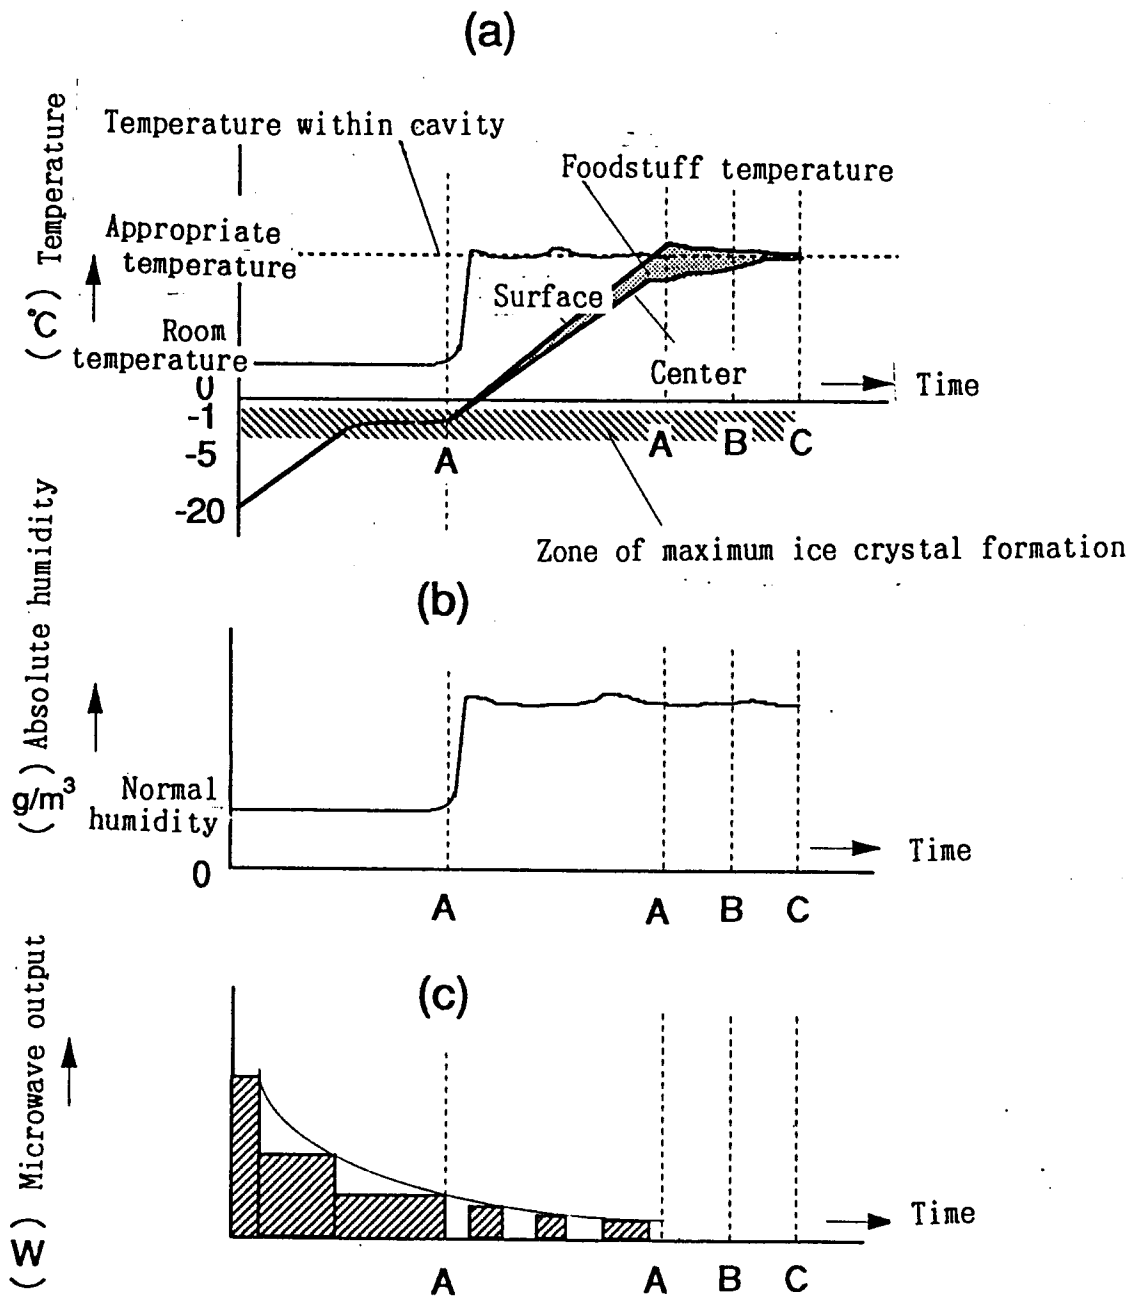 (a)
Temperature within cavity
Foodstuff temperature
(℃) Temperature
Appropriate
temperature
Surface
Room
temperature
Center
Time
0
-1
-5
-20
A
A
B
C
Zone of maximum ice crystal formation
(b)
(g/m³) Absolute humidity
Normal
humidity
0
Time
A
A
B
C
(c)
(W) Microwave output
Time
A
A
B
C